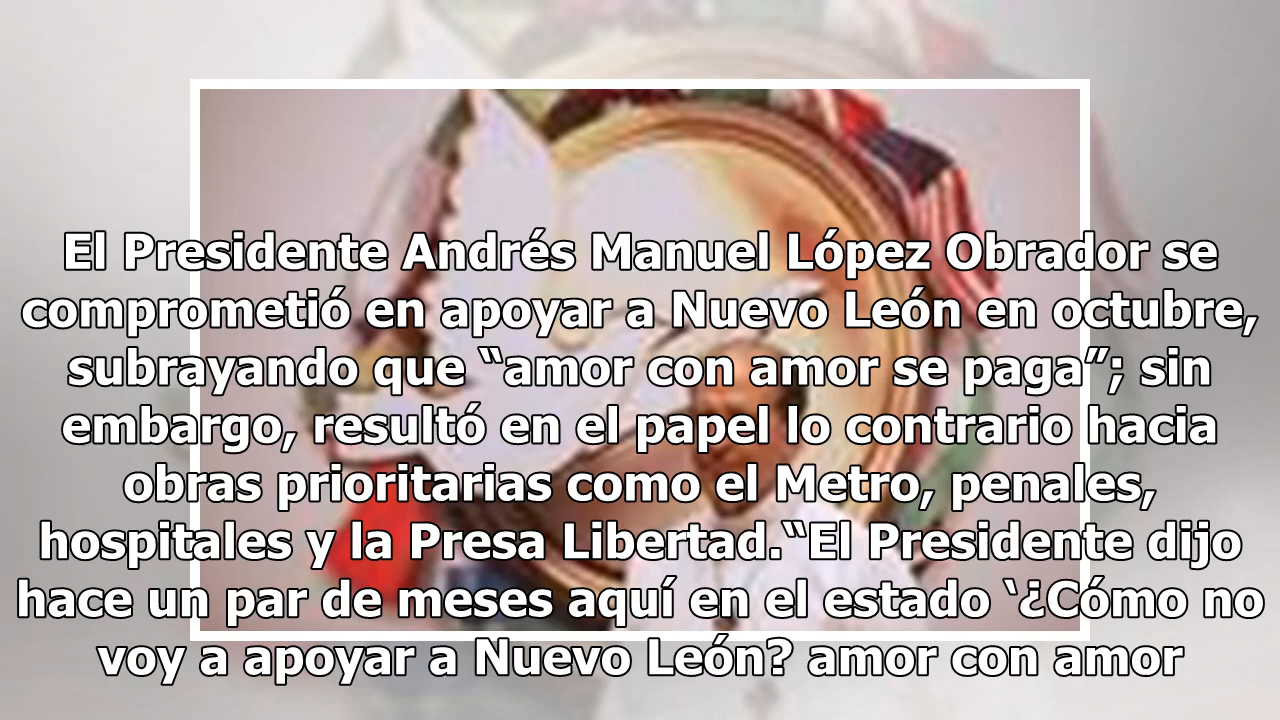 El Presidente Andrés Manuel López Obrador se
comprometió en apoyar a Nuevo León en octubre,
subrayando que “amor con amor se paga”; sin
embargo, resultó en el papel lo contrario hacia
obras prioritarias como el Metro, penales,
hospitales y la Presa Libertad.“El Presidente dijo
hace un par de meses aquí en el estado ‘¿Cómo no
voy a apoyar a Nuevo León? amor con amor